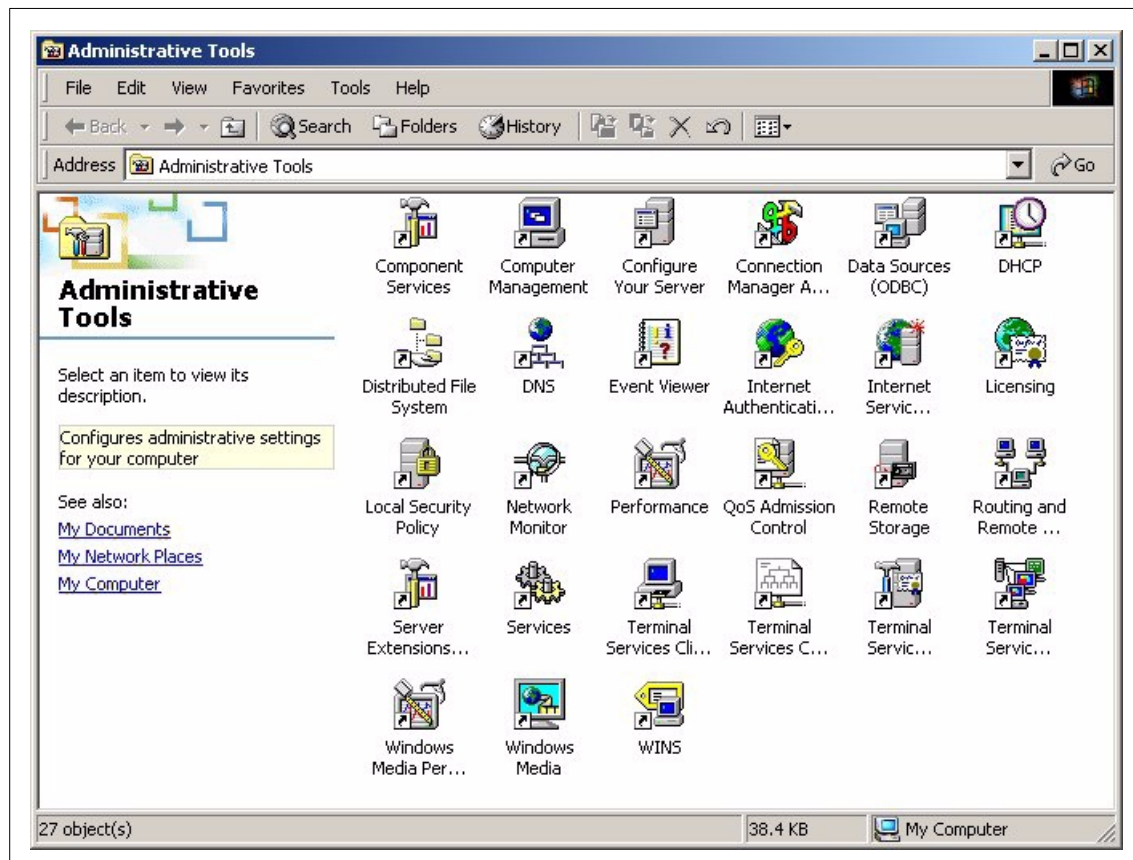 Administrative Tools
File Edit View Favorites Tools Help
Back Search Folders History
Address Administrative Tools Go
Administrative
Tools
Select an item to view its
description.
Configures administrative settings
for your computer
See also:
My Documents
My Network Places
My Computer
Component
Services
Computer
Management
Configure
Your Server
Connection
Manager A...
Data Sources
(ODBC)
DHCP
Distributed File
System
DNS
Event Viewer
Internet
Authenticati...
Internet
Servic...
Licensing
Local Security
Policy
Network
Monitor
Performance
QoS Admission
Control
Remote
Storage
Routing and
Remote ...
Server
Extensions...
Services
Terminal
Services Cli...
Terminal
Services C...
Terminal
Servic...
Terminal
Servic...
Windows
Media Per...
Windows
Media
WINS
27 object(s) 38.4 KB My Computer